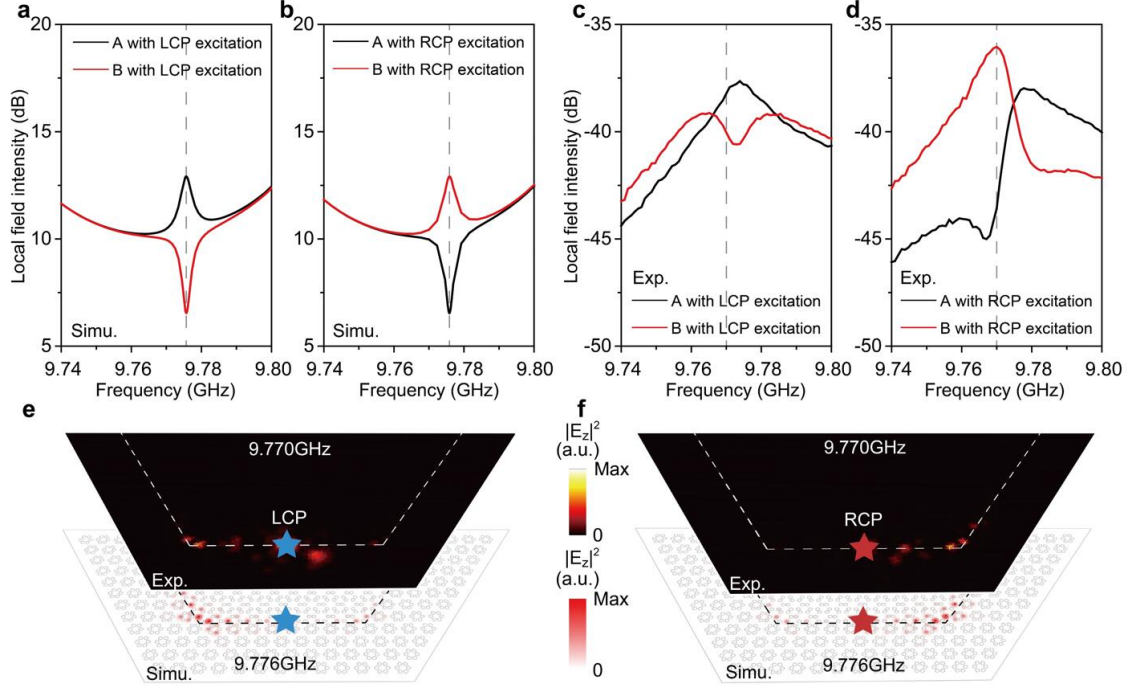 a
20
15
10
5
Local field intensity (dB)
A with LCP excitation
B with LCP excitation
Simu.
9.74 9.76 9.78 9.80
Frequency (GHz)
b
20
15
10
5
A with RCP excitation
B with RCP excitation
Simu.
9.74 9.76 9.78 9.80
Frequency (GHz)
c
-35
-40
-45
-50
Local field intensity (dB)
Exp.
A with LCP excitation
B with LCP excitation
9.74 9.76 9.78 9.80
Frequency (GHz)
d
-35
-40
-45
-50
Exp.
A with RCP excitation
B with RCP excitation
9.74 9.76 9.78 9.80
Frequency (GHz)
e
9.770GHz
LCP
Exp.
Simu.
9.776GHz
|E_z|²
(a.u.)
Max
0
|E_z|²
(a.u.)
Max
0
f
9.770GHz
RCP
Exp.
Simu.
9.776GHz